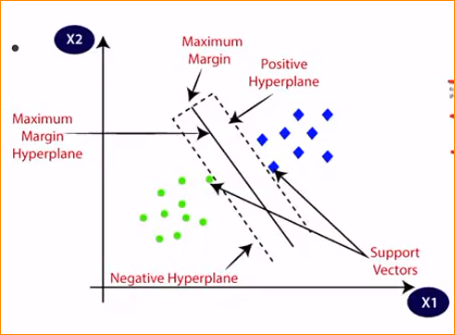 X2
Maximum
Margin
Positive
Hyperplane
Maximum
Margin
Hyperplane
Support
Vectors
Negative Hyperplane
X1